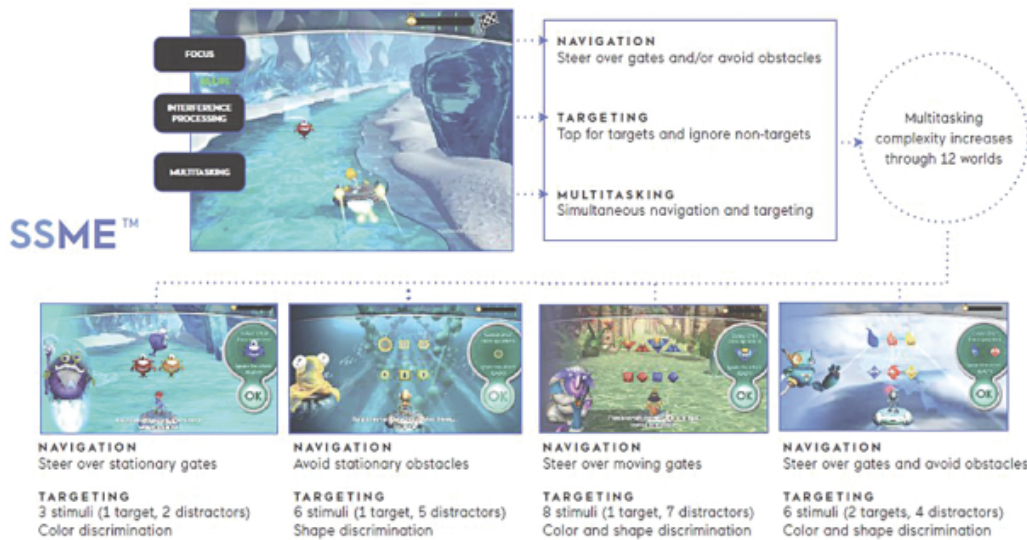 FOCUS
INTERFERENCE
PROCESSING
MULTITASKING
NAVIGATION
Steer over gates and/or avoid obstacles
TARGETING
Tap for targets and ignore non-targets
MULTITASKING
Simultaneous navigation and targeting
Multitasking
complexity increases
through 12 worlds
SSME™
OK
OK
OK
OK
NAVIGATION
Steer over stationary gates
TARGETING
3 stimuli (1 target, 2 distractors)
Color discrimination
NAVIGATION
Avoid stationary obstacles
TARGETING
6 stimuli (1 target, 5 distractors)
Shape discrimination
NAVIGATION
Steer over moving gates
TARGETING
8 stimuli (1 target, 7 distractors)
Color and shape discrimination
NAVIGATION
Steer over gates and avoid obstacles
TARGETING
6 stimuli (2 targets, 4 distractors)
Color and shape discrimination